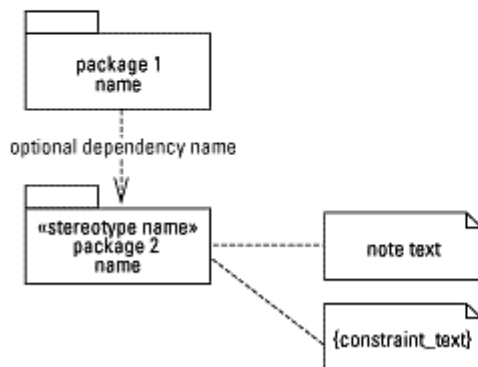 package 1
name
optional dependency name
«stereotype name»
package 2
name
note text
{constraint_text}